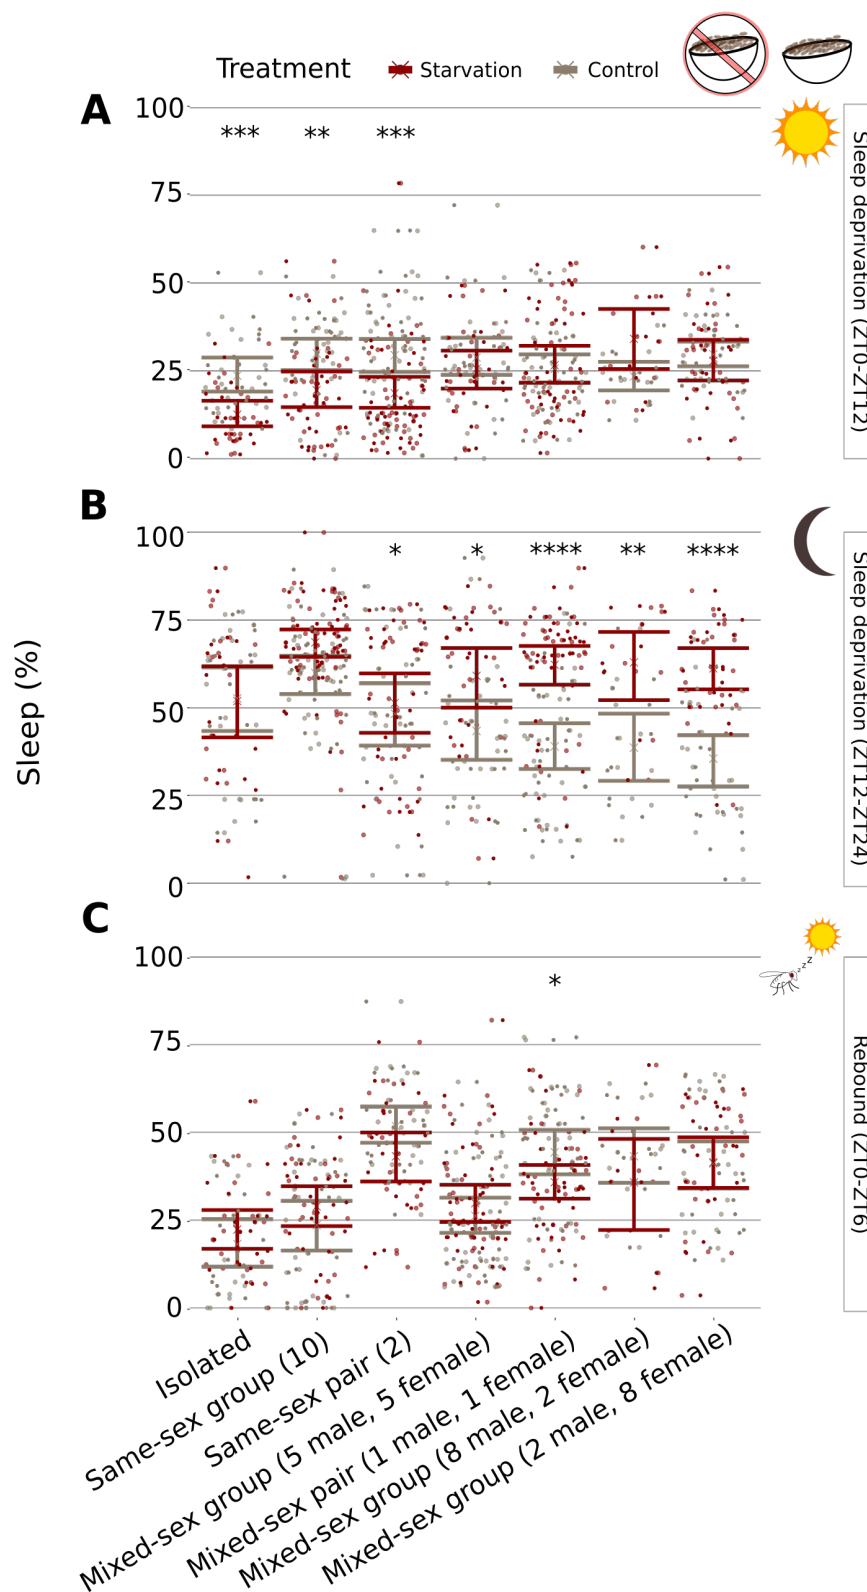 Treatment Starvation Control
A
100
*** ** ***
75
50
25
0
Sleep deprivation (ZT0-ZT12)
B
100
* * **** ** ****
75
50
25
0
Sleep deprivation (ZT12-ZT24)
Sleep (%)
C
100
*
75
50
25
0
z z z
Rebound (ZT0-ZT6)
Isolated
Same-sex group (10)
Same-sex pair (2)
Mixed-sex group (5 male, 5 female)
Mixed-sex pair (1 male, 1 female)
Mixed-sex group (8 male, 2 female)
Mixed-sex group (2 male, 8 female)